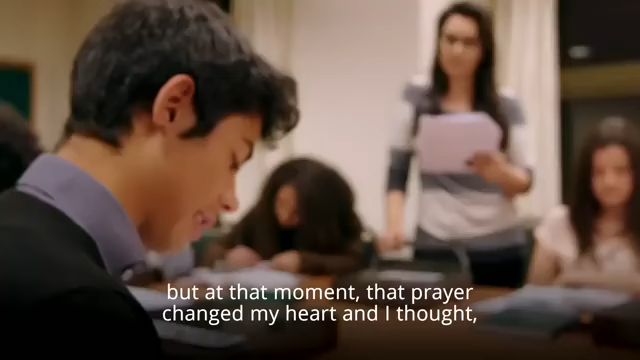 but at that moment, that prayer
changed my heart and I thought,